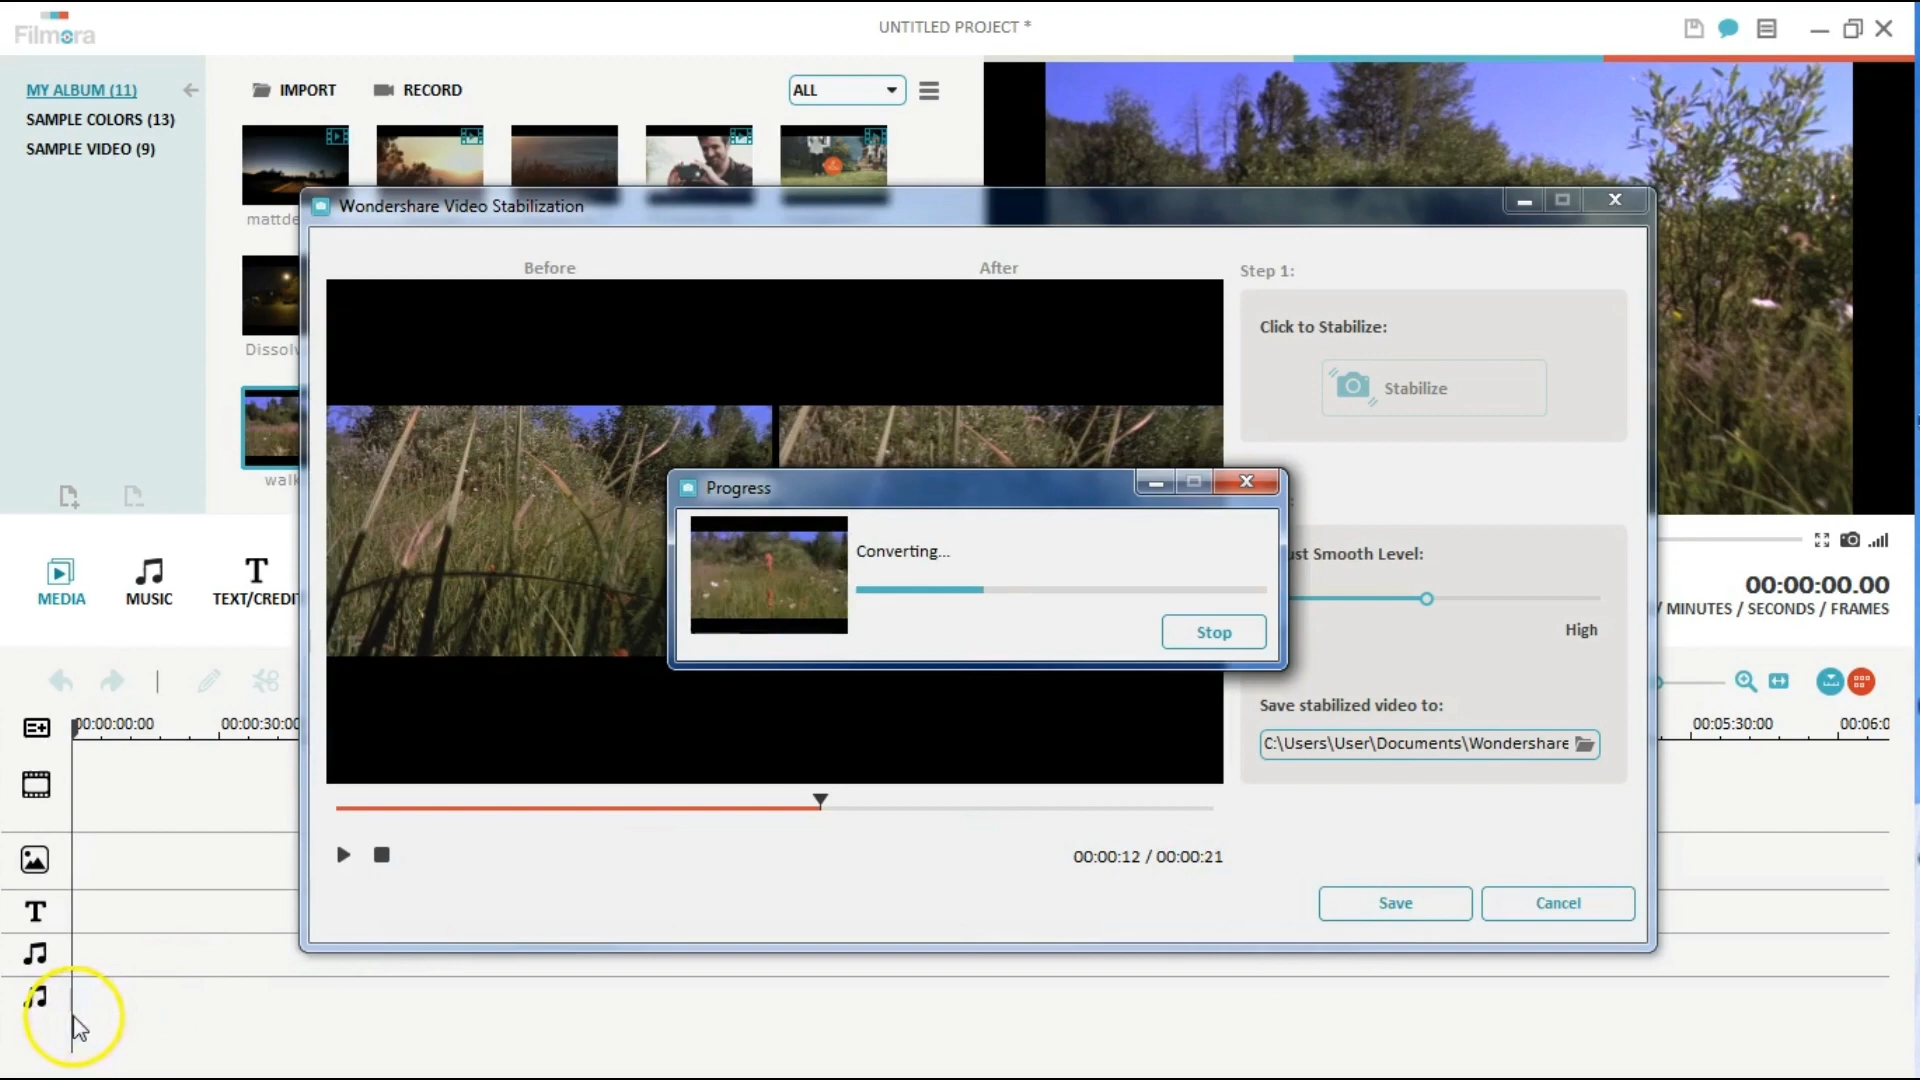 Filmora
UNTITLED PROJECT *
MY ALBUM (11)
SAMPLE COLORS (13)
SAMPLE VIDEO (9)
IMPORT
RECORD
ALL
mattde
Dissolv
walk
MEDIA
MUSIC
TEXT/CREDIT
Wondershare Video Stabilization
Before
After
Step 1:
Click to Stabilize:
Stabilize
Progress
Converting...
Stop
ust Smooth Level:
High
Save stabilized video to:
C:\Users\User\Documents\Wondershare
00:00:12 / 00:00:21
Save
Cancel
00:00:00.00
/ MINUTES / SECONDS / FRAMES
00:00:00:00
00:00:30:00
00:05:30:00
00:06:0
T